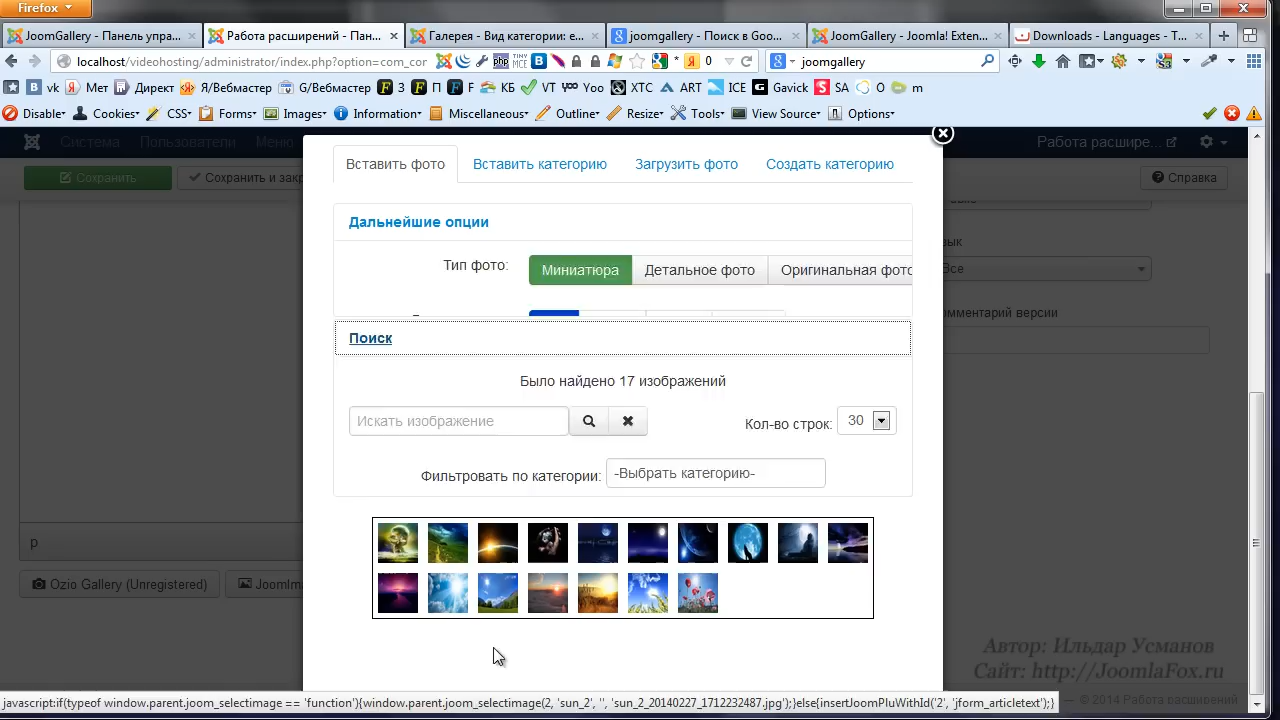 Firefox
JoomGallery - Панель упра...
Работа расширений - Пан...
Галерея - Вид категории: e...
joomgallery - Поиск в Goo...
JoomGallery - Joomla! Exten...
Downloads - Languages - T...
localhost/videohosting/administrator/index.php?option=com_cor
php
TINY MCE
0
joomgallery
vk
Мет
Директ
Я/Вебмастер
G/Вебмастер
З
П
F
КБ
VT
Yoo
XTC
ART
ICE
Gavick
SA
О
m
Disable
Cookies
CSS
Forms
Images
Information
Miscellaneous
Outline
Resize
Tools
View Source
Options
Система
Пользователи
Меню
Работа расшире...
Сохранить
Сохранить и закр
Справка
Вставить фото
Вставить категорию
Загрузить фото
Создать категорию
Дальнейшие опции
Тип фото:
Миниатюра
Детальное фото
Оригинальная фото
зык
Все
омментарий версии
Поиск
Было найдено 17 изображений
Искать изображение
Кол-во строк:
30
Фильтровать по категории:
-Выбрать категорию-
p
Ozio Gallery (Unregistered)
JoomIma
Автор: Ильдар Усманов
Сайт: http://JoomlaFox.ru
javascript:if(typeof window.parent.joom_selectimage == 'function'){window.parent.joom_selectimage(2, 'sun_2', '', 'sun_2_20140227_1712232487.jpg');}else{insertJoomPluWithId('2', 'jform_articletext');}
— © 2014 Работа расширений